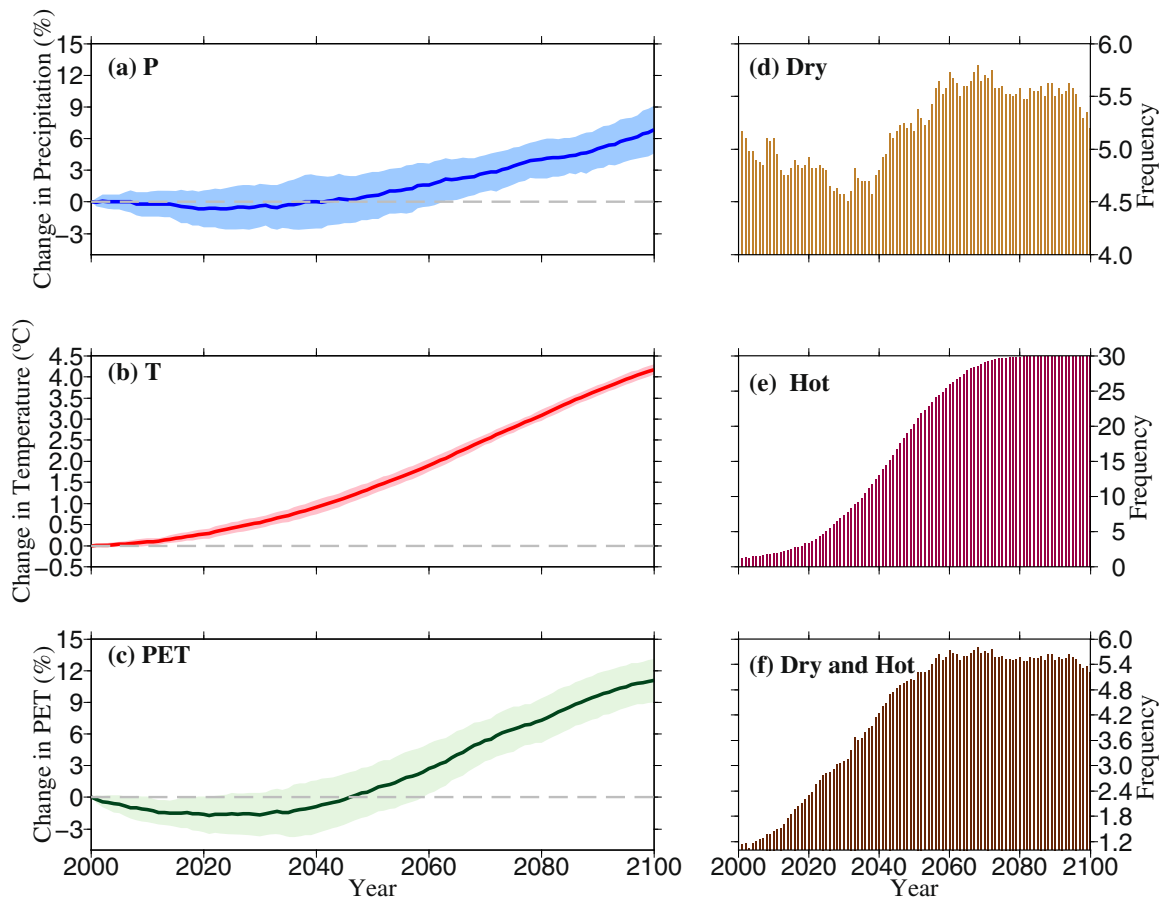 Change in Precipitation (%)
15
12
9
6
3
0
−3
(a) P
(d) Dry
6.0
5.5
5.0
4.5
4.0
Frequency
Change in Temperature (ºC)
4.5
4.0
3.5
2.5
2.0
1.0
0.5
0.0
−0.5
(b) T
(e) Hot
30
25
20
15
10
5
0
Frequency
Change in PET (%)
15
12
9
6
3
0
−3
(c) PET
2000 2020 2040 2060 2080 2100
Year
(f) Dry and Hot
6.0
5.4
4.8
4.2
3.6
3.0
2.4
1.8
1.2
Frequency
2000 2020 2040 2060 2080 2100
Year